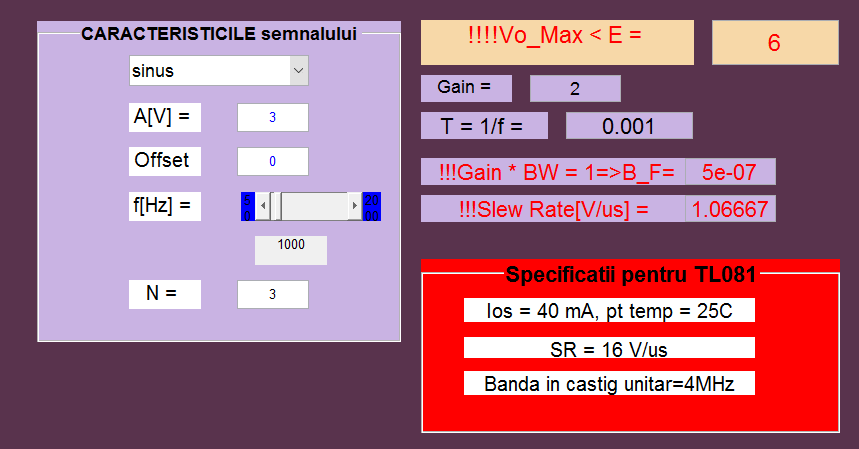 CARACTERISTICILE semnalului
sinus
A[V] =
3
Offset
0
f[Hz] =
1000
N =
3
!!!!Vo_Max < E =
6
Gain =
2
T = 1/f =
0.001
!!!Gain * BW = 1=>B_F=
5e-07
!!!Slew Rate[V/us] =
1.06667
Specificatii pentru TL081
Ios = 40 mA, pt temp = 25C
SR = 16 V/us
Banda in castig unitar=4MHz